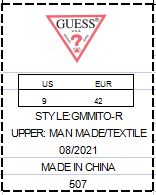 GUESS
U.S.A.
?
US EUR
9 42
STYLE:GMMITO-R
UPPER: MAN MADE/TEXTILE
08/2021
MADE IN CHINA
507